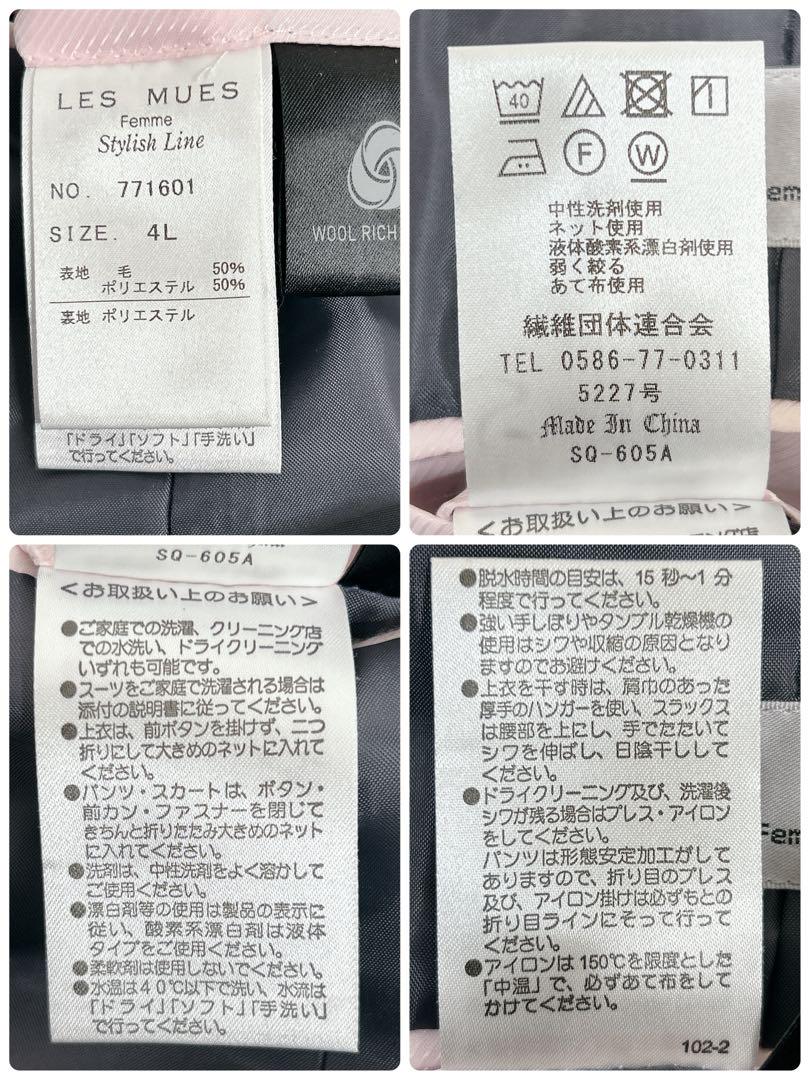 LES MUES
Femme
Stylish Line
NO. 771601
SIZE. 4L
表地 毛 50%
ポリエステル 50%
裏地 ポリエステル
「ドライ」「ソフト」「手洗い」
で行ってください。
WOOL RICH
40
F
W
中性洗剤使用
ネット使用
液体酸素系漂白剤使用
弱く絞る
あて布使用
繊維団体連合会
TEL 0586-77-0311
5227号
Made In China
SQ-605A
<お取扱い上のお願い>
em
SQ-605A
<お取扱い上のお願い>
●ご家庭での洗濯、クリーニング店
での水洗い、ドライクリーニング
いずれも可能です。
●スーツをご家庭で洗濯される場合は
添付の説明書に従ってください。
●上衣は、前ボタンを掛けず、二つ
折りにして大きめのネットに入れて
ください。
●パンツ・スカートは、ボタン・
前カン・ファスナーを閉じて
きちんと折りたたみ大きめのネット
に入れてください。
●洗剤は、中性洗剤をよく溶かして
ご使用ください。
●漂白剤等の使用は製品の表示に
従い、酸素系漂白剤は液体
タイプをご使用ください。
●柔軟剤は使用しないでください。
●水温は40℃以下で洗い、水流は
「ドライ」「ソフト」「手洗い」
で行ってください。
●脱水時間の目安は、15秒〜1分
程度で行ってください。
●強い手しぼりやタンブル乾燥機の
使用はシワや収縮の原因となり
ますのでお避けください。
●上衣を干す時は、肩巾のあった
厚手のハンガーを使い、スラックス
は腰部を上にし、手でたたいて
シワを伸ばし、日陰干ししてください。
●ドライクリーニング及び、洗濯後
シワが残る場合はプレス・アイロン
をしてください。
パンツは形態安定加工がして
ありますので、折り目のプレス
及び、アイロン掛けは必ずもとの
折り目ラインにそって行って
ください。
●アイロンは150℃を限度とした
「中温」で、必ずあて布をして
かけてください。
102-2
Fem